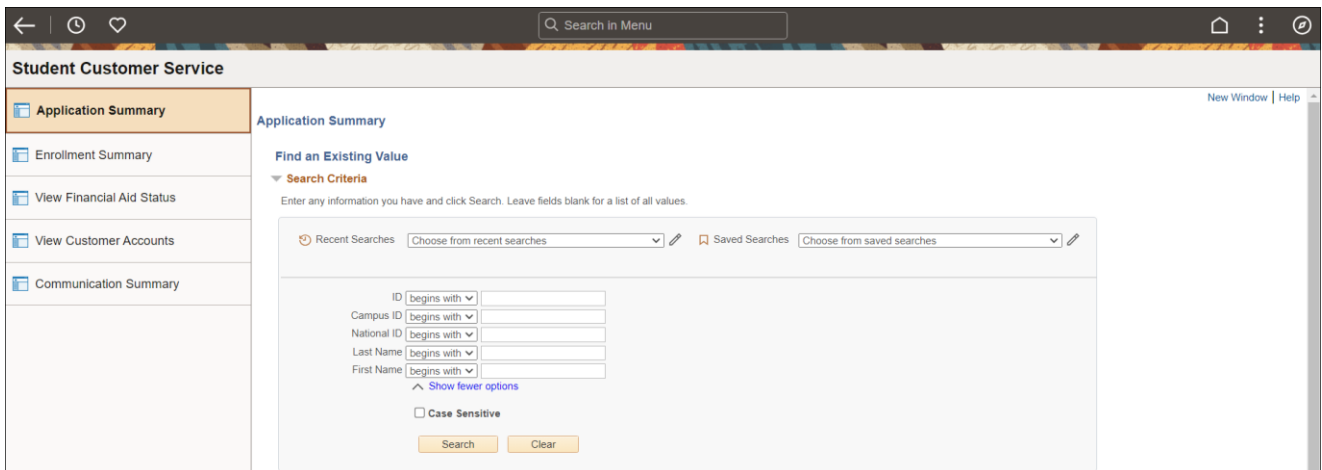 Search in Menu
Student Customer Service
Application Summary
Enrollment Summary
View Financial Aid Status
View Customer Accounts
Communication Summary
New Window | Help
Application Summary
Find an Existing Value
Search Criteria
Enter any information you have and click Search. Leave fields blank for a list of all values.
Recent Searches Choose from recent searches Saved Searches Choose from saved searches
ID begins with
Campus ID begins with
National ID begins with
Last Name begins with
First Name begins with
Show fewer options
Case Sensitive
Search Clear